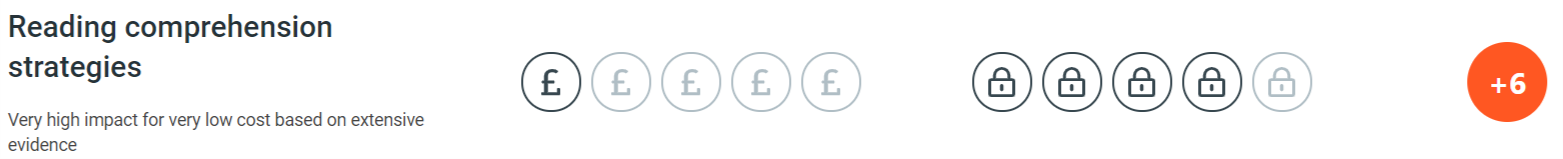 Reading comprehension
strategies
£ £ £ £ £
+6
Very high impact for very low cost based on extensive
evidence